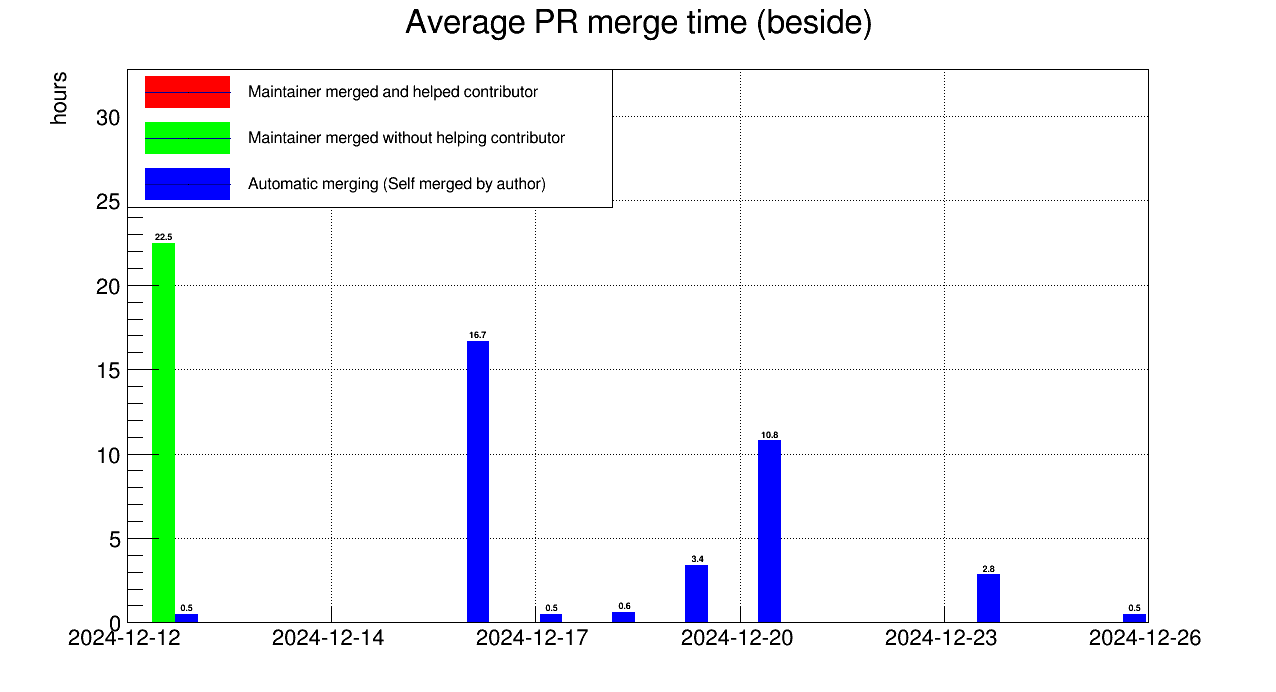 Average PR merge time (beside)
hours
Maintainer merged and helped contributor
Maintainer merged without helping contributor
Automatic merging (Self merged by author)
30
25
20
15
10
5
0
22.5
0.5
16.7
0.5
0.6
3.4
10.8
2.8
0.5
2024-12-12 2024-12-14 2024-12-17 2024-12-20 2024-12-23 2024-12-26